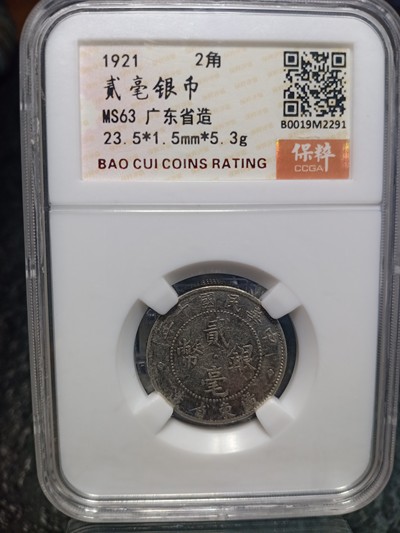 1921 2角
贰毫银币
MS63 广东省造
23.5*1.5mm*5.3g
BAO CUI COINS RATING
B0019M2291
保粹
CCGA
貳毫
銀幣